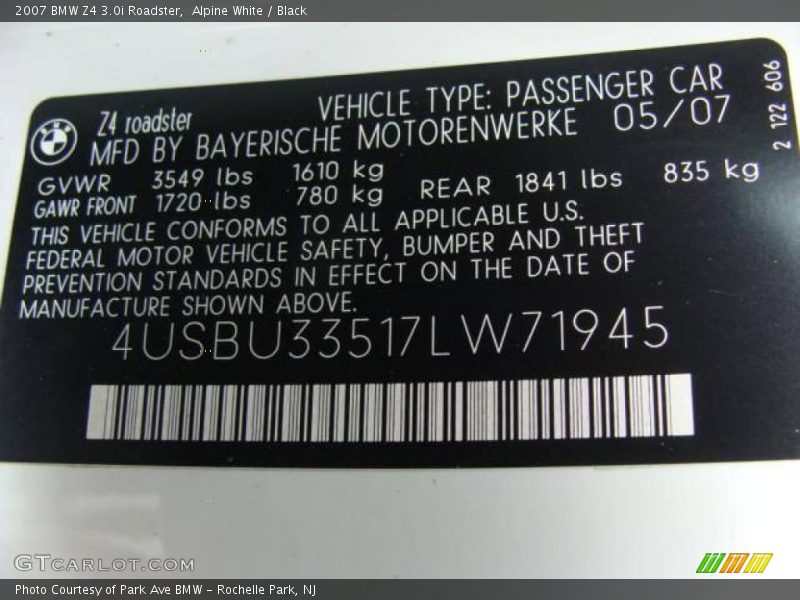 2007 BMW Z4 3.0i Roadster,  Alpine White / Black
BMW
Z4 roadster
VEHICLE TYPE: PASSENGER CAR
MFD BY BAYERISCHE MOTORENWERKE 05/07
2 122 606
GVWR 3549 lbs 1610 kg
GAWR FRONT 1720 lbs 780 kg REAR 1841 lbs 835 kg
THIS VEHICLE CONFORMS TO ALL APPLICABLE U.S.
FEDERAL MOTOR VEHICLE SAFETY, BUMPER AND THEFT
PREVENTION STANDARDS IN EFFECT ON THE DATE OF
MANUFACTURE SHOWN ABOVE.
4USBU33517LW71945
GTCarLot.com
Photo Courtesy of Park Ave BMW - Rochelle Park, NJ